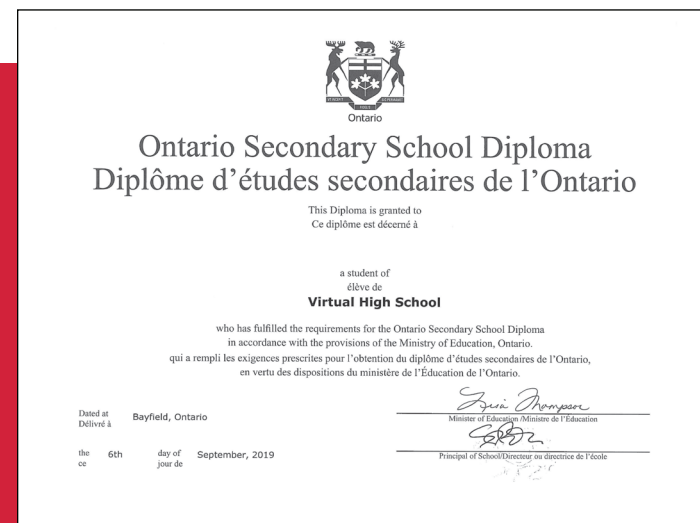 Ontario
Ontario Secondary School Diploma
Diplôme d'études secondaires de l'Ontario
This Diploma is granted to
Ce diplôme est décerné à
a student of
élève de
Virtual High School
who has fulfilled the requirements for the Ontario Secondary School Diploma
in accordance with the provisions of the Ministry of Education, Ontario.
qui a rempli les exigences prescrites pour l'obtention du diplôme d'études secondaires de l'Ontario,
en vertu des dispositions du ministère de l'Éducation de l'Ontario.
Dated at
Délivré à
Bayfield, Ontario
Thompson
Minister of Education /Ministre de l'Éducation
the 6th day of September, 2019
ce jour de
Principal of School/Directeur ou directrice de l'école